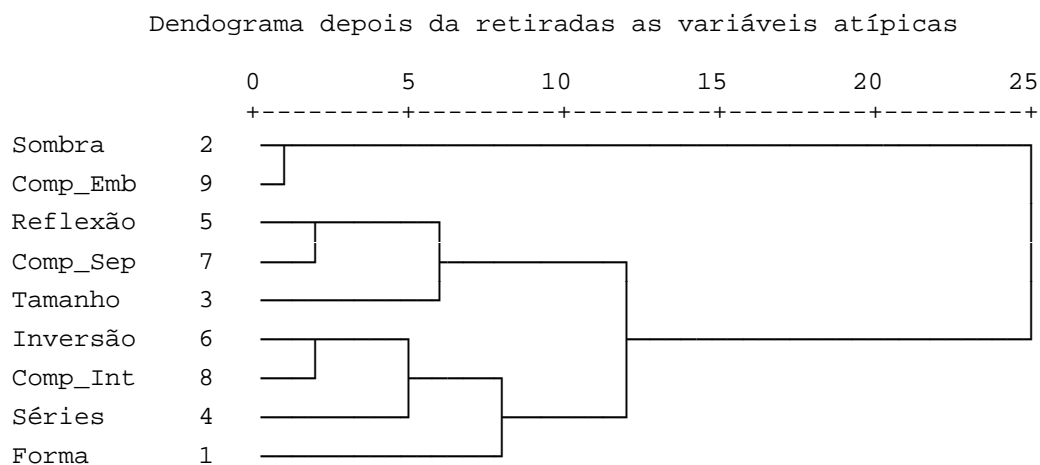 Dendograma depois da retiradas as variáveis atípicas
0 5 10 15 20 25
+---------+---------+---------+---------+---------+
Sombra 2
Comp_Emb 9
Reflexão 5
Comp_Sep 7
Tamanho 3
Inversão 6
Comp_Int 8
Séries 4
Forma 1